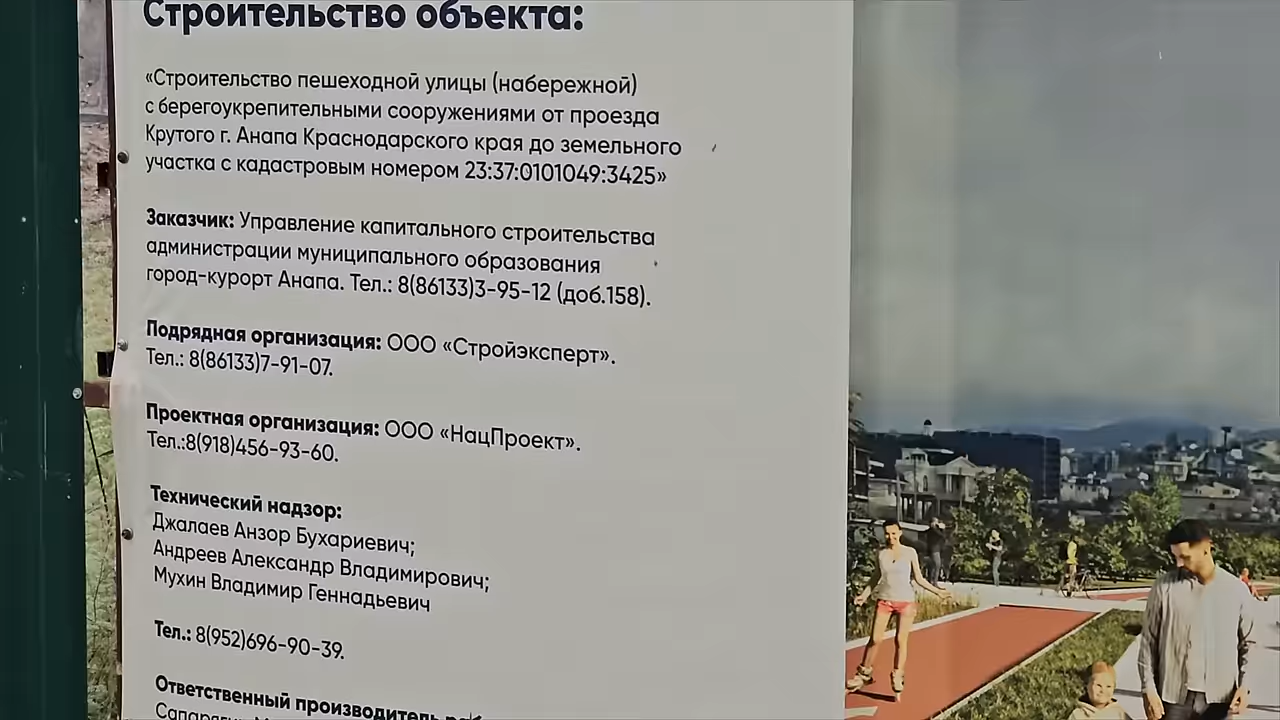 Строительство объекта:
«Строительство пешеходной улицы (набережной)
с берегоукрепительными сооружениями от проезда
Крутого г. Анапа Краснодарского края до земельного
участка с кадастровым номером 23:37:0101049:3425»
Заказчик: Управление капитального строительства
администрации муниципального образования
город-курорт Анапа. Тел.: 8(86133)3-95-12 (доб.158).
Подрядная организация: ООО «Стройэксперт».
Тел.: 8(86133)7-91-07.
Проектная организация: ООО «НацПроект».
Тел.:8(918)456-93-60.
Технический надзор:
Джалаев Анзор Бухариевич;
Андреев Александр Владимирович;
Мухин Владимир Геннадьевич
Тел.: 8(952)696-90-39.
Ответственный производитель